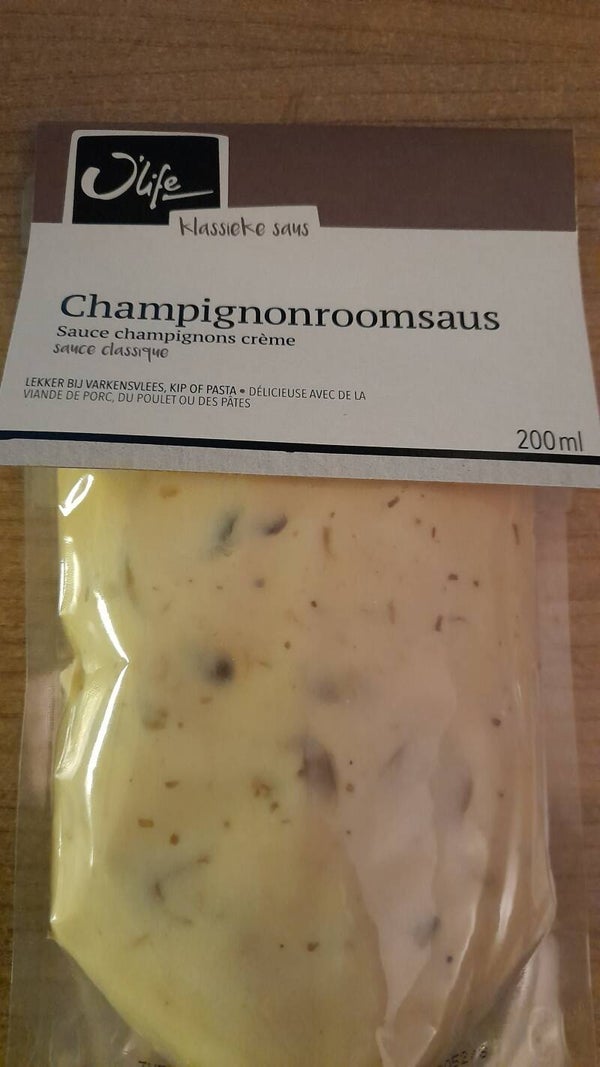 O'life
klassieke saus
Champignonroomsaus
Sauce champignons crème
sauce classique
LEKKER BIJ VARKENSVLEES, KIP OF PASTA • DÉLICIEUSE AVEC DE LA
VIANDE DE PORC, DU POULET OU DES PÂTES
200 ml